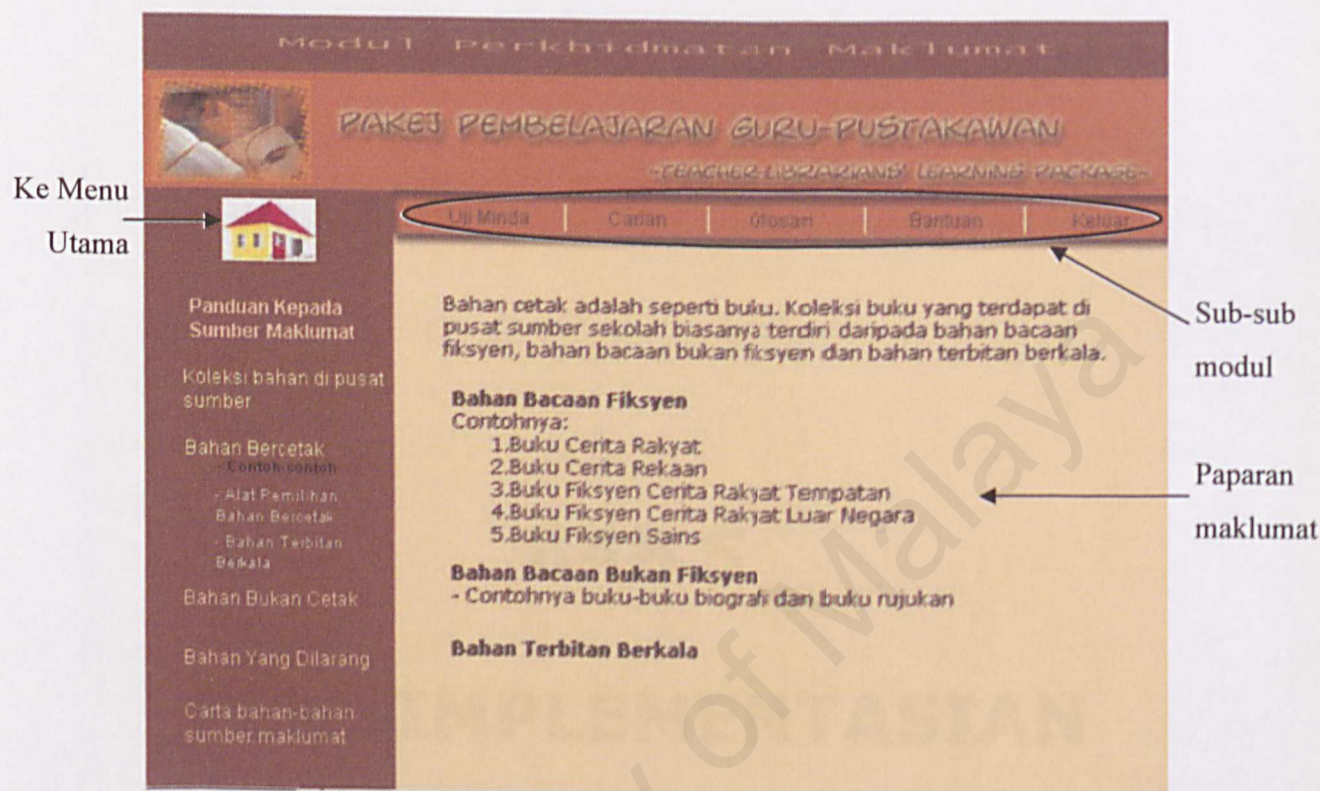 Modul Perkhidmatan Maklumat
PAKEJ PEMBELAJARAN GURU-PUSTAKAWAN
-TEACHER-LIBRARIANS' LEARNING PACKAGE-
Ke Menu
Utama
Uji Minda
Carian
Glosari
Bantuan
Keluar
Panduan Kepada
Sumber Maklumat
Koleksi bahan di pusat
sumber
Bahan Bercetak
- Contoh-contoh
- Alat Pemilihan
Bahan Bercetak
- Bahan Terbitan
Berkala
Bahan Bukan Cetak
Bahan Yang Dilarang
Carta bahan-bahan
sumber maklumat
Bahan cetak adalah seperti buku. Koleksi buku yang terdapat di
pusat sumber sekolah biasanya terdiri daripada bahan bacaan
fiksyen, bahan bacaan bukan fiksyen dan bahan terbitan berkala.
Bahan Bacaan Fiksyen
Contohnya:
1.Buku Cerita Rakyat
2.Buku Cerita Rekaan
3.Buku Fiksyen Cerita Rakyat Tempatan
4.Buku Fiksyen Cerita Rakyat Luar Negara
5.Buku Fiksyen Sains
Bahan Bacaan Bukan Fiksyen
- Contohnya buku-buku biografi dan buku rujukan
Bahan Terbitan Berkala
Sub-sub
modul
Paparan
maklumat
of Malaya
IMPLEMENTASIAN